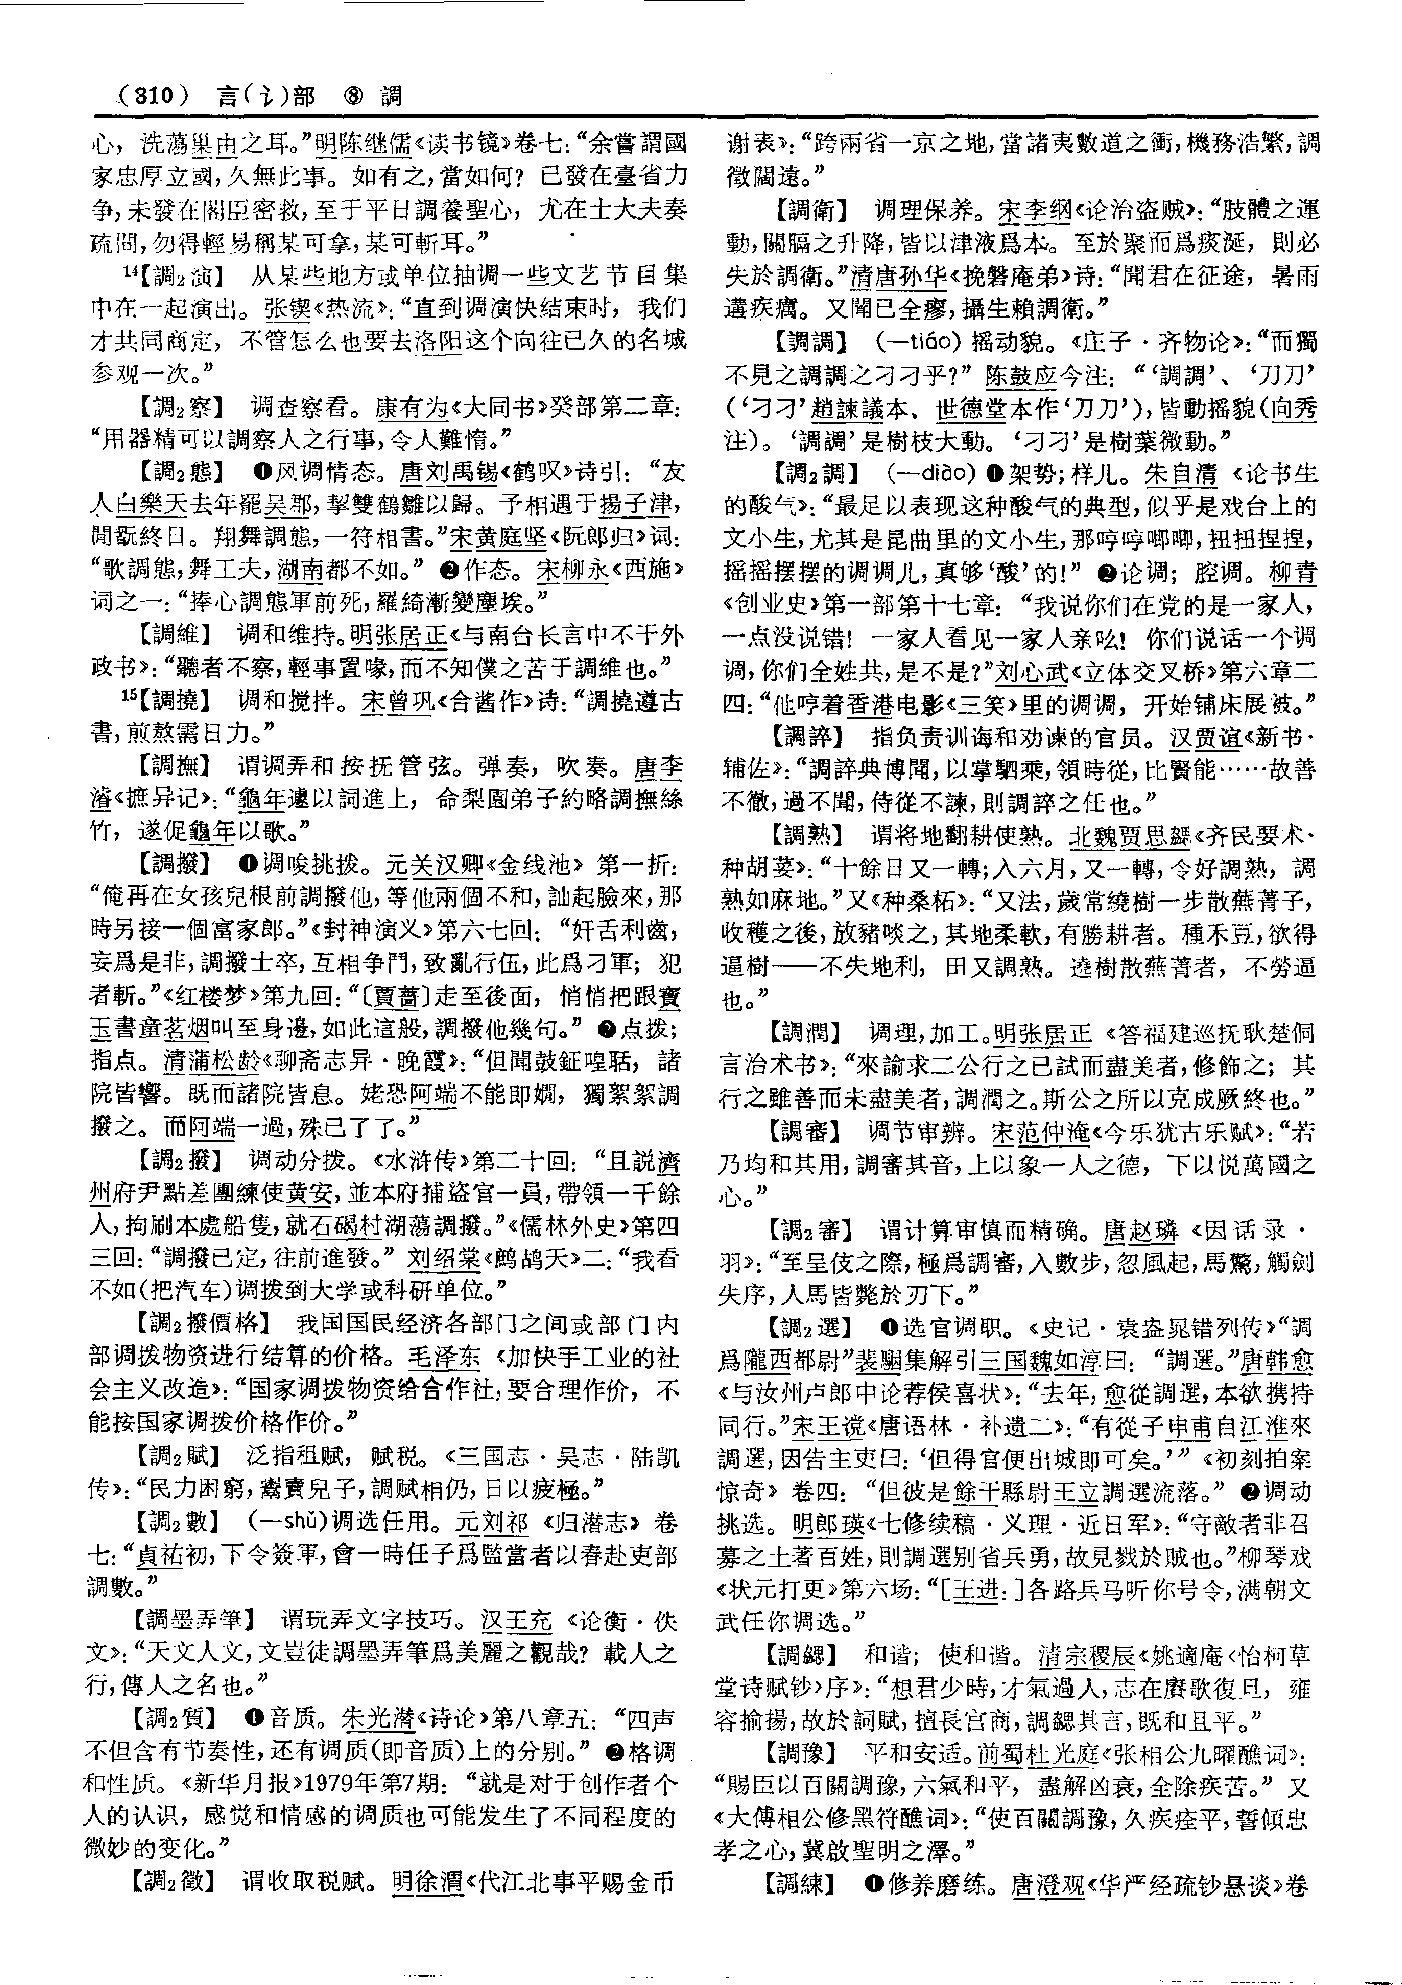 （310） 言(讠)部 ⑧ 調
心，洗蕩巢由之耳。”明陈继儒《读书镜》卷七：“余嘗謂國
家忠厚立國，久無此事。如有之，當如何？已發在臺省力
争，未發在閣臣密救，至于平日調養聖心，尤在士大夫奏
疏間，勿得輕易稱某可拿，某可斬耳。”
14【調₂演】 从某些地方或单位抽调一些文艺节目集
中在一起演出。张锲《热流》：“直到调演快结束时，我们
才共同商定，不管怎么也要去洛阳这个向往已久的名城
参观一次。”
【調₂察】 调查察看。康有为《大同书》癸部第二章：
“用器精可以調察人之行事，令人難惰。”
【調₂態】 ❶风调情态。唐刘禹锡《鹤叹》诗引：“友
人白樂天去年罷吴郡，挈雙鶴雛以歸。予相遇于揚子津，
閒翫終日。翔舞調態，一符相書。”宋黄庭坚《阮郎归》词：
“歌調態，舞工夫，湖南都不如。”❷作态。宋柳永《西施》
词之一：“捧心調態軍前死，羅綺漸變塵埃。”
【調維】 调和维持。明张居正《与南台长言中不干外
政书》：“聽者不察，輕事置喙，而不知僕之苦于調維也。”
15【調撓】 调和搅拌。宋曾巩《合酱作》诗：“調撓遵古
書，煎熬需日力。”
【調撫】 谓调弄和按抚管弦。弹奏，吹奏。唐李
濬《摭异记》：“龜年遽以詞進上，命梨園弟子約略調撫絲
竹，遂促龜年以歌。”
【調撥】 ❶调唆挑拨。元关汉卿《金线池》第一折：
“俺再在女孩兒根前調撥他，等他兩個不和，訕起臉來，那
時另接一個富家郎。”《封神演义》第六七回：“奸舌利齒，
妄爲是非，調撥士卒，互相争鬥，致亂行伍，此爲刁軍；犯
者斬。”《红楼梦》第九回：“〔賈薔〕走至後面，悄悄把跟寶
玉書童茗烟叫至身邊，如此這般，調撥他幾句。”❷点拨；
指点。清蒲松龄《聊斋志异·晚霞》：“但聞鼓鉦喤聒，諸
院皆響。既而諸院皆息。姥恐阿端不能即嫻，獨絮絮調
撥之。而阿端一過，殊已了了。”
【調₂撥】 调动分拨。《水浒传》第二十回：“且説濟
州府尹點差團練使黄安，並本府捕盜官一員，帶領一千餘
人，拘刷本處船隻，就石碣村湖蕩調撥。”《儒林外史》第四
三回：“調撥已定，往前進發。”刘绍棠《鹧鸪天》二：“我看
不如(把汽车)调拨到大学或科研单位。”
【調₂撥價格】 我国国民经济各部门之间或部门内
部调拨物资进行结算的价格。毛泽东《加快手工业的社
会主义改造》：“国家调拨物资给合作社，要合理作价，不
能按国家调拨价格作价。”
【調₂賦】 泛指租赋，赋税。《三国志·吴志·陆凯
传》：“民力困窮，鬻賣兒子，調賦相仍，日以疲極。”
【調₂數】 (一shǔ)调选任用。元刘祁《归潜志》卷
七：“貞祐初，下令簽軍，會一時任子爲監當者以春赴吏部
調數。”
【調墨弄筆】 谓玩弄文字技巧。汉王充《论衡·佚
文》：“天文人文，文豈徒調墨弄筆爲美麗之觀哉？載人之
行，傳人之名也。”
【調₂質】 ❶音质。朱光潜《诗论》第八章五：“四声
不但含有节奏性，还有调质(即音质)上的分别。”❷格调
和性质。《新华月报》1979年第7期：“就是对于创作者个
人的认识，感觉和情感的调质也可能发生了不同程度的
微妙的变化。”
【調₂徵】 谓收取税赋。明徐渭《代江北事平赐金币
谢表》：“跨兩省一京之地，當諸夷數道之衝，機務浩繁，調
徵闊遠。”
【調衛】 调理保养。宋李纲《论治盗贼》：“肢體之運
動，關膈之升降，皆以津液爲本。至於聚而爲痰涎，則必
失於調衛。”清唐孙华《挽磐庵弟》诗：“聞君在征途，暑雨
遘疾癘。又聞已全瘳，攝生賴調衛。”
【調調】 (一tiáo) 摇动貌。《庄子·齐物论》：“而獨
不見之調調之刁刁乎？”陈鼓应今注：“‘調調’、‘刀刀’
(‘刁刁’趙諫議本、世德堂本作‘刀刀’)，皆動摇貌(向秀
注)。‘調調’是樹枝大動。‘刁刁’是樹葉微動。”
【調₂調】 (一diào) ❶架势；样儿。朱自清《论书生
的酸气》：“最足以表现这种酸气的典型，似乎是戏台上的
文小生，尤其是昆曲里的文小生，那哼哼唧唧，扭扭捏捏，
摇摇摆摆的调调儿，真够‘酸’的！”❷论调；腔调。柳青
《创业史》第一部第十七章：“我说你们在党的是一家人，
一点没说错！一家人看见一家人亲吆！你们说话一个调
调，你们全姓共，是不是？”刘心武《立体交叉桥》第六章二
四：“他哼着香港电影《三笑》里的调调，开始铺床展被。”
【調誶】 指负责训诲和劝谏的官员。汉贾谊《新书·
辅佐》：“調誶典博聞，以掌駟乘，領時從，比賢能……故善
不徹，過不聞，侍從不諫，則調誶之任也。”
【調熟】 谓将地翻耕使熟。北魏贾思勰《齐民要术·
种胡荽》：“十餘日又一轉；入六月，又一轉，令好調熟，調
熟如麻地。”又《种桑柘》：“又法，歲常繞樹一步散蕪菁子，
收穫之後，放豬啖之，其地柔軟，有勝耕者。種禾豆，欲得
逼樹——不失地利，田又調熟。遶樹散蕪菁者，不勞逼
也。”
【調潤】 调理，加工。明张居正《答福建巡抚耿楚侗
言治术书》：“來諭求二公行之已試而盡美者，修飾之；其
行之雖善而未盡美者，調潤之。斯公之所以克成厥終也。”
【調審】 调节审辨。宋范仲淹《今乐犹古乐赋》：“若
乃均和其用，調審其音，上以象一人之德，下以悦萬國之
心。”
【調₂審】 谓计算审慎而精确。唐赵璘《因话录·
羽》：“至呈伎之際，極爲調審，入數步，忽風起，馬驚，觸劍
失序，人馬皆斃於刃下。”
【調₂選】 ❶选官调职。《史记·袁盎晁错列传》“調
爲隴西都尉”裴駰集解引三国魏如淳曰：“調選。”唐韩愈
《与汝州卢郎中论荐侯喜状》：“去年，愈從調選，本欲携持
同行。”宋王谠《唐语林·补遗二》：“有從子申甫自江淮來
調選，因告主吏曰：‘但得官便出城即可矣。’”《初刻拍案
惊奇》卷四：“但彼是餘干縣尉王立調選流落。”❷调动
挑选。明郎瑛《七修续稿·义理·近日军》：“守敵者非召
募之土著百姓，則調選别省兵勇，故見戮於賊也。”柳琴戏
《状元打更》第六场：“[王进：]各路兵马听你号令，满朝文
武任你调选。”
【調勰】 和谐；使和谐。清宗稷辰《姚適庵〈怡柯草
堂诗赋钞〉序》：“想君少時，才氣過人，志在賡歌復旦，雍
容揄揚，故於詞賦，擅長宫商，調勰其言，既和且平。”
【調豫】 平和安适。前蜀杜光庭《张相公九曜醮词》：
“賜臣以百關調豫，六氣和平，盡解凶衰，全除疾苦。”又
《大傅相公修黑符醮词》：“使百關調豫，久疾痊平，誓傾忠
孝之心，冀啟聖明之澤。”
【調練】 ❶修养磨练。唐澄观《华严经疏钞悬谈》卷